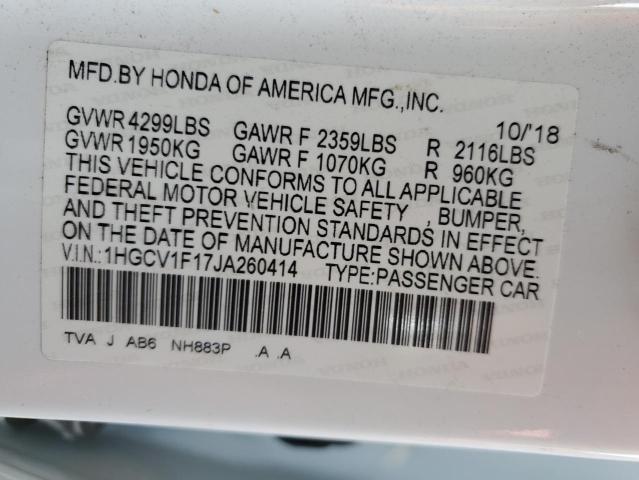 MFD.BY HONDA OF AMERICA MFG.,INC.
10/'18
GVWR 4299LBS GAWR F 2359LBS R 2116LBS
GVWR 1950KG GAWR F 1070KG R 960KG
THIS VEHICLE CONFORMS TO ALL APPLICABLE
FEDERAL MOTOR VEHICLE SAFETY , BUMPER,
AND THEFT PREVENTION STANDARDS IN EFFECT
ON THE DATE OF MANUFACTURE SHOWN ABOVE.
V.I.N.:1HGCV1F17JA260414 TYPE:PASSENGER CAR
TVA J AB6 NH883P .A .A